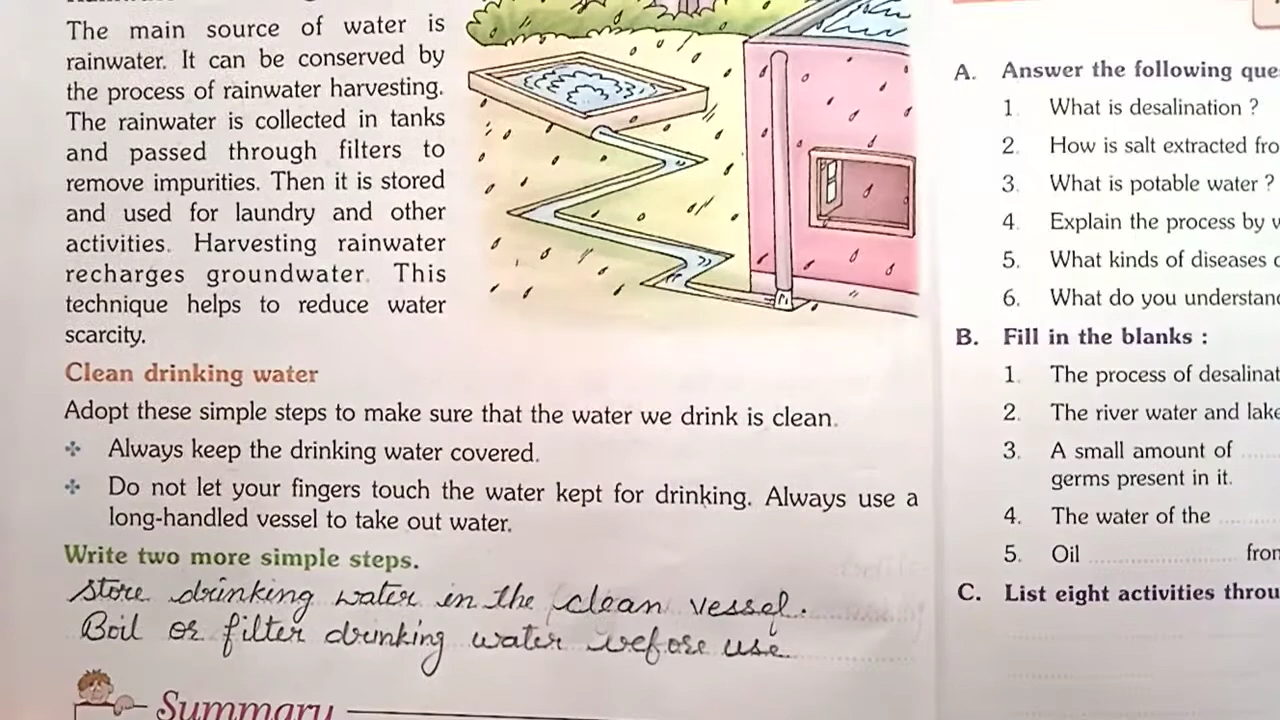 The main source of water is
rainwater. It can be conserved by
the process of rainwater harvesting.
The rainwater is collected in tanks
and passed through filters to
remove impurities. Then it is stored
and used for laundry and other
activities. Harvesting rainwater
recharges groundwater. This
technique helps to reduce water
scarcity.
Clean drinking water
Adopt these simple steps to make sure that the water we drink is clean.
Always keep the drinking water covered.
Do not let your fingers touch the water kept for drinking. Always use a
long-handled vessel to take out water.
Write two more simple steps.
Store drinking water in the clean vessel.
Boil or filter drinking water vefore use
Summary
A. Answer the following que
1. What is desalination ?
2. How is salt extracted fro
3. What is potable water ?
4. Explain the process by w
5. What kinds of diseases c
6. What do you understand
B. Fill in the blanks :
1. The process of desalinat
2. The river water and lake
3. A small amount of ......
germs present in it.
4. The water of the ..........
5. Oil .............................. from
C. List eight activities throu